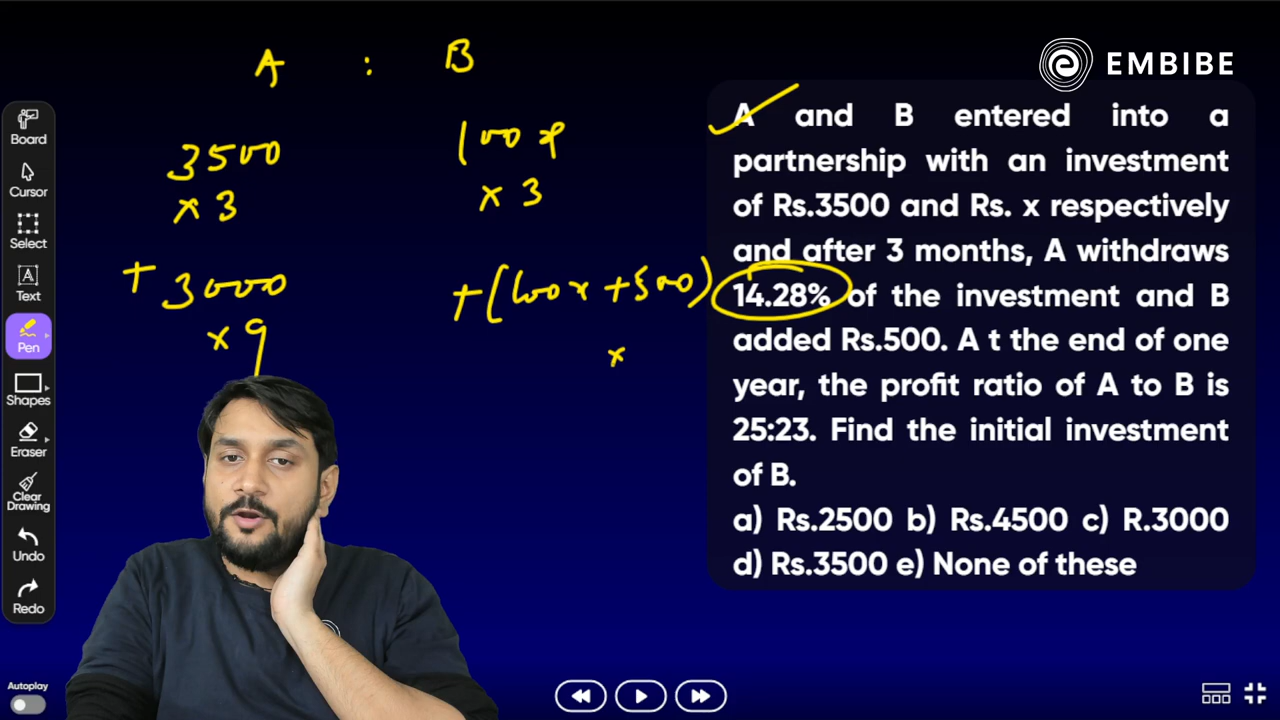 A : B
3500 100x
× 3 × 3
+ 3000 + (100x + 500)
× 9 ×
EMBIBE
A and B entered into a
partnership with an investment
of Rs.3500 and Rs. x respectively
and after 3 months, A withdraws
14.28% of the investment and B
added Rs.500. A t the end of one
year, the profit ratio of A to B is
25:23. Find the initial investment
of B.
a) Rs.2500 b) Rs.4500 c) R.3000
d) Rs.3500 e) None of these
Board
Cursor
Select
A
Text
Pen
Shapes
Eraser
Clear
Drawing
Undo
Redo
Autoplay